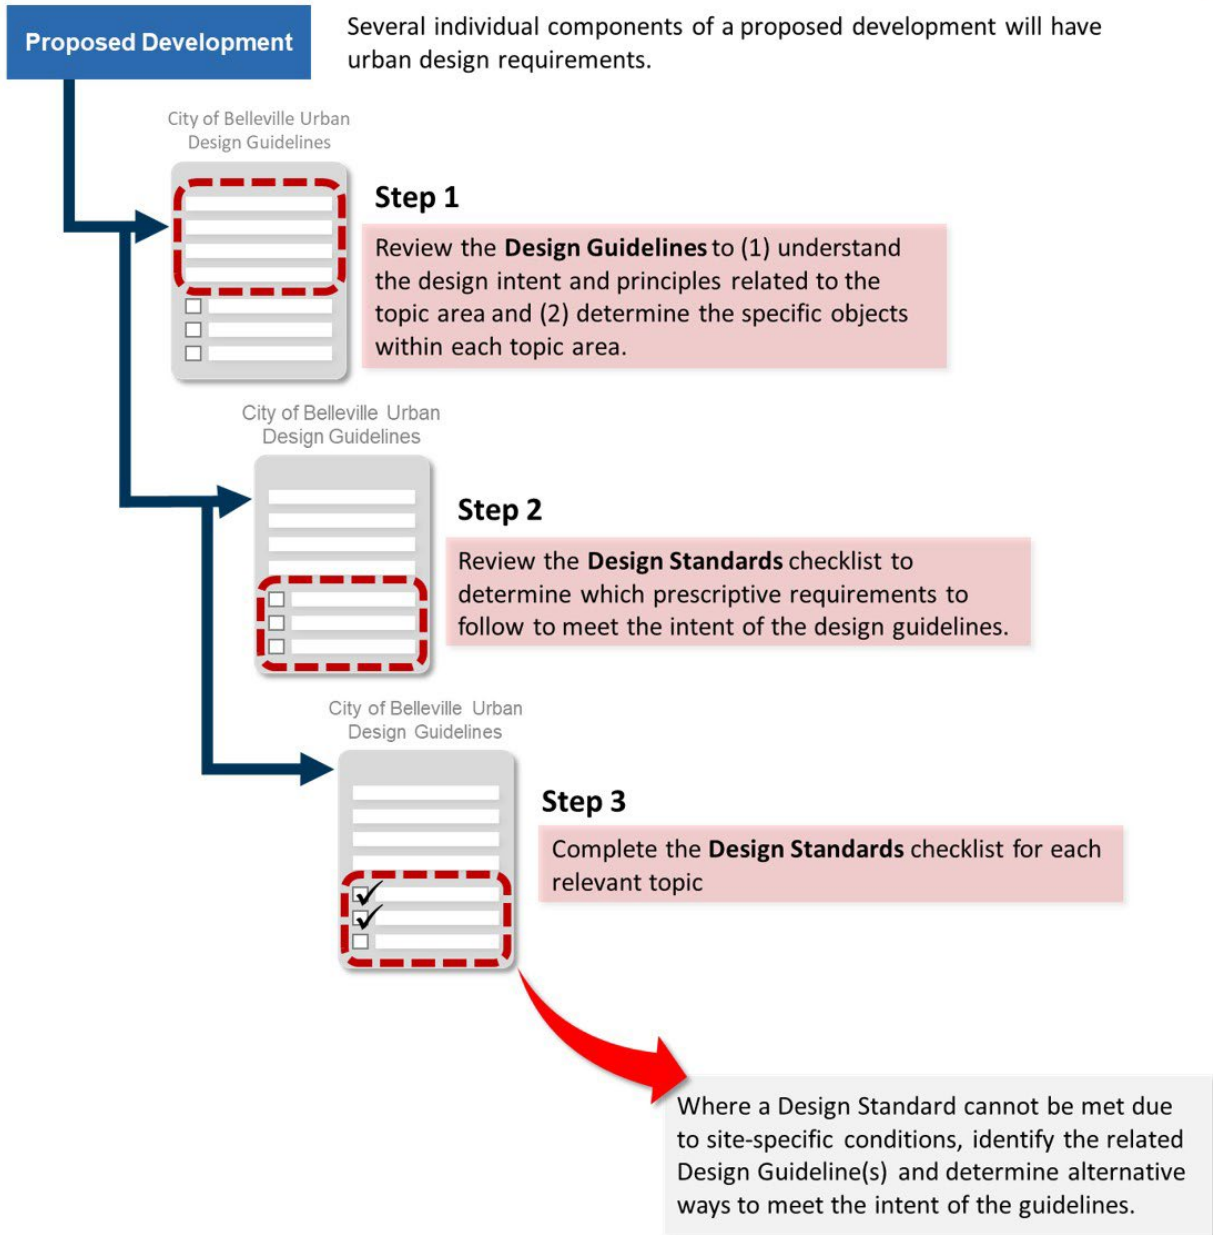 Proposed Development
Several individual components of a proposed development will have
urban design requirements.
City of Belleville Urban
Design Guidelines
Step 1
Review the Design Guidelines to (1) understand
the design intent and principles related to the
topic area and (2) determine the specific objects
within each topic area.
City of Belleville Urban
Design Guidelines
Step 2
Review the Design Standards checklist to
determine which prescriptive requirements to
follow to meet the intent of the design guidelines.
City of Belleville Urban
Design Guidelines
Step 3
Complete the Design Standards checklist for each
relevant topic
Where a Design Standard cannot be met due
to site-specific conditions, identify the related
Design Guideline(s) and determine alternative
ways to meet the intent of the guidelines.